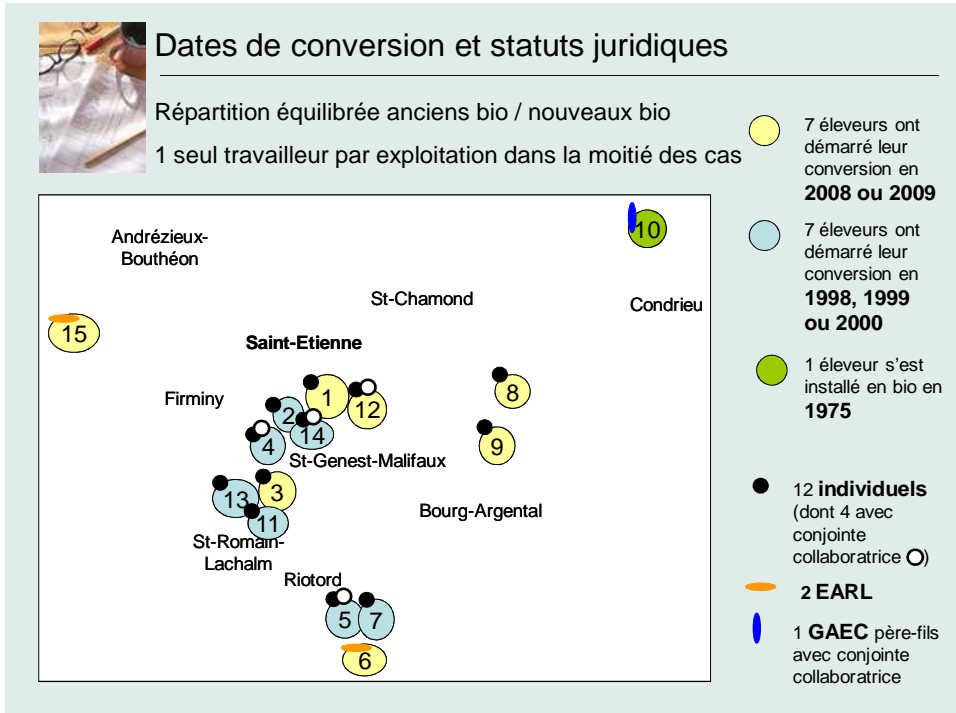 Dates de conversion et statuts juridiques
Répartition équilibrée anciens bio / nouveaux bio
1 seul travailleur par exploitation dans la moitié des cas
7 éleveurs ont
démarré leur
conversion en
2008 ou 2009
7 éleveurs ont
démarré leur
conversion en
1998, 1999
ou 2000
1 éleveur s'est
installé en bio en
1975
12 individuels
(dont 4 avec
conjointe
collaboratrice )
2 EARL
1 GAEC père-fils
avec conjointe
collaboratrice
10
Andrézieux-
Bouthéon
St-Chamond
Condrieu
15
Saint-Etienne
Firminy
1
12
8
2
14
4
9
St-Genest-Malifaux
13
3
11
Bourg-Argental
St-Romain-
Lachalm
Riotord
5
7
6